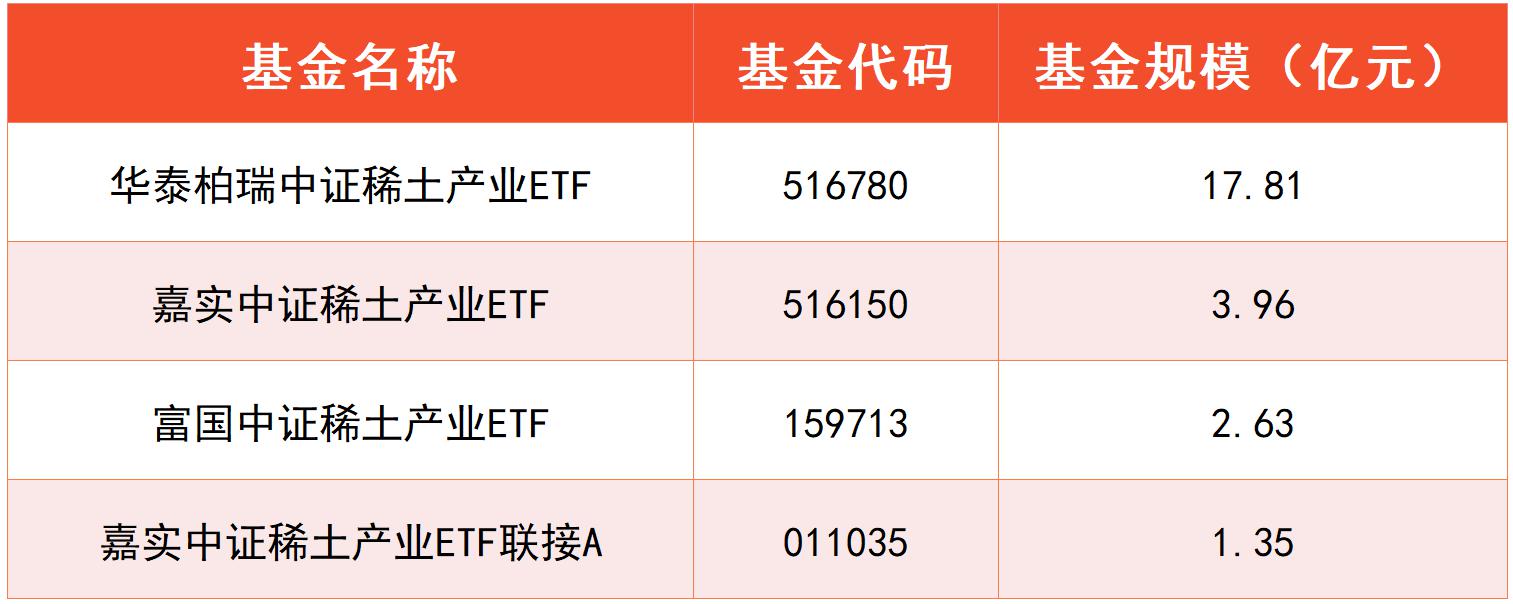 基金名称 基金代码 基金规模（亿元）
华泰柏瑞中证稀土产业ETF 516780 17.81
嘉实中证稀土产业ETF 516150 3.96
富国中证稀土产业ETF 159713 2.63
嘉实中证稀土产业ETF联接A 011035 1.35